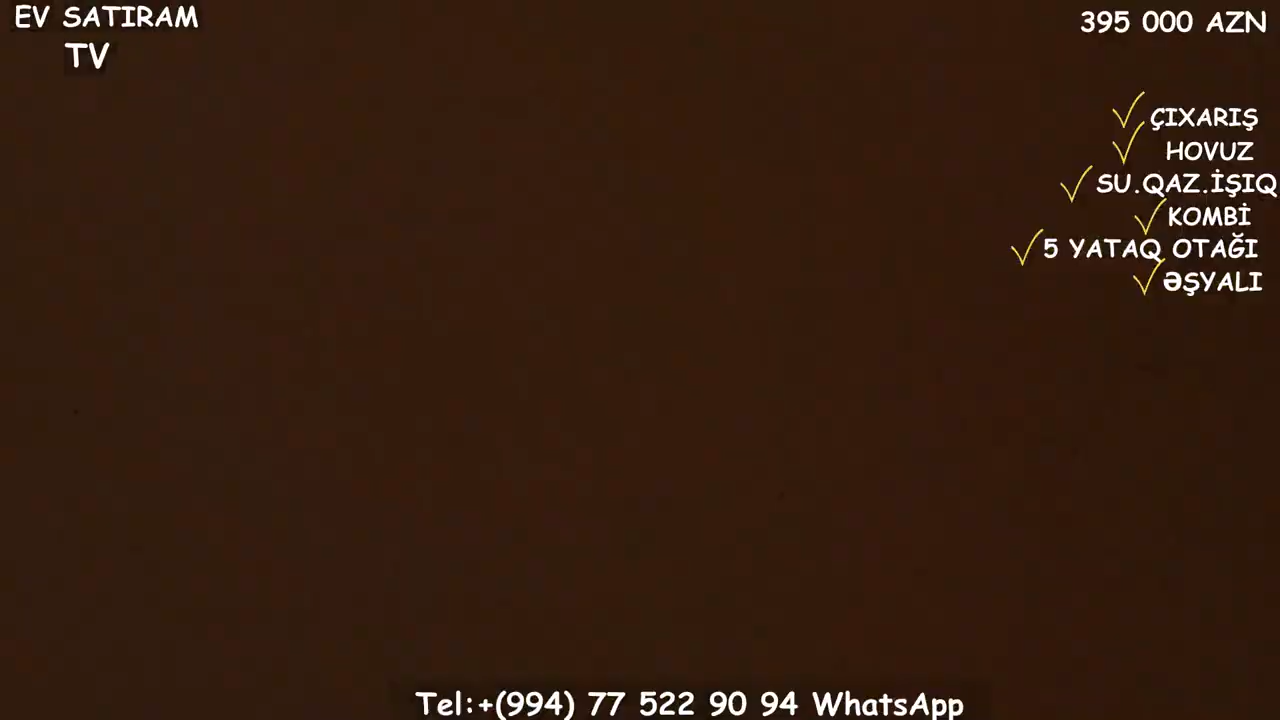 EV SATIRAM
TV
395 000 AZN
ÇIXARIŞ
HOVUZ
SU.QAZ.İŞIQ
KOMBİ
5 YATAQ OTAĞI
ƏŞYALI
Tel:+(994) 77 522 90 94 WhatsApp